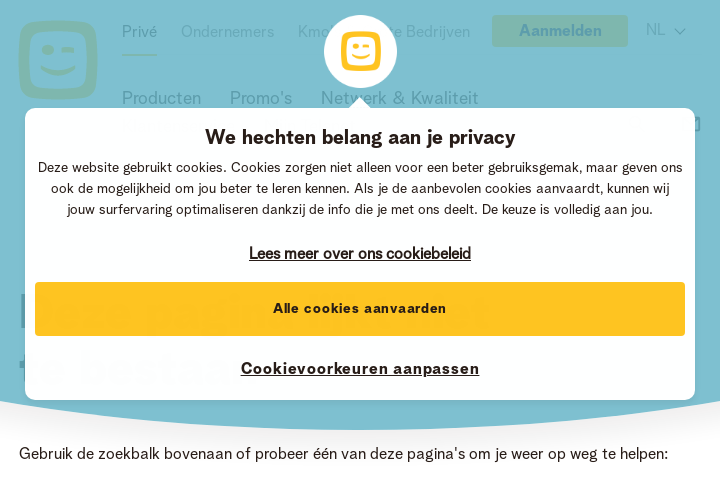 Privé Ondernemers Aanmelden NL
Producten Promo's Netwerk & Kwaliteit
We hechten belang aan je privacy
Deze website gebruikt cookies. Cookies zorgen niet alleen voor een beter gebruiksgemak, maar geven ons
ook de mogelijkheid om jou beter te leren kennen. Als je de aanbevolen cookies aanvaardt, kunnen wij
jouw surfervaring optimaliseren dankzij de info die je met ons deelt. De keuze is volledig aan jou.
Lees meer over ons cookiebeleid
Alle cookies aanvaarden
Cookievoorkeuren aanpassen
Gebruik de zoekbalk bovenaan of probeer één van deze pagina's om je weer op weg te helpen: